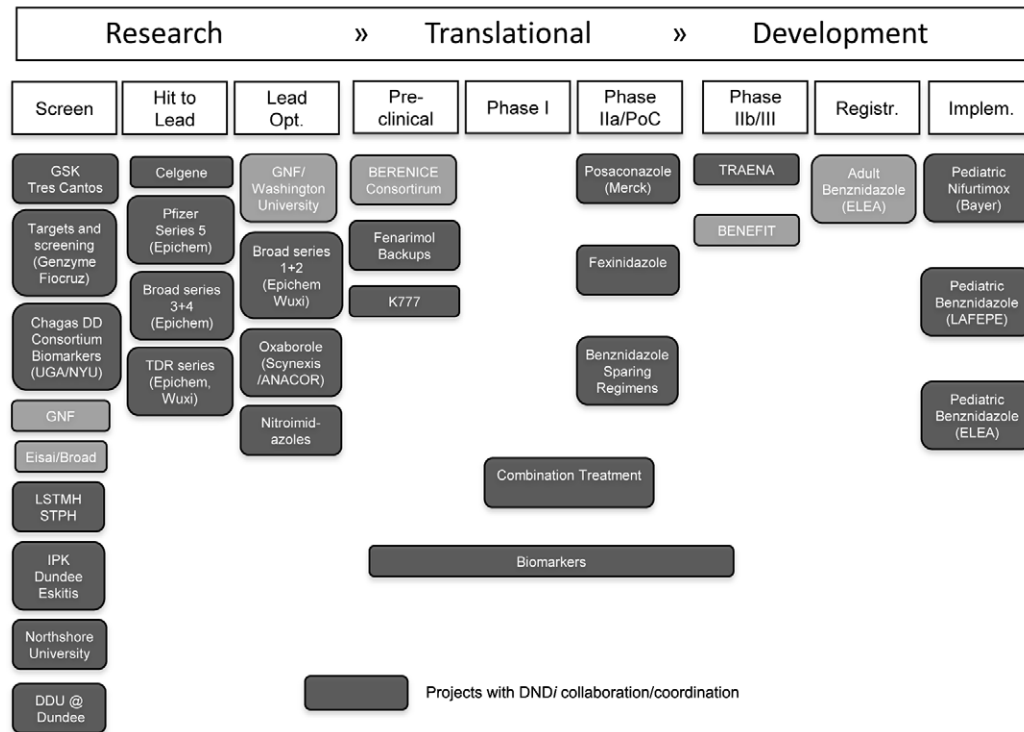 Research » Translational » Development
Screen
Hit to
Lead
Lead
Opt.
Pre-
clinical
Phase I
Phase
IIa/PoC
Phase
IIb/III
Registr.
Implem.
GSK
Tres Cantos
Targets and
screening
(Genzyme
Fiocruz)
Chagas DD
Consortium
Biomarkers
(UGA/NYU)
GNF
Eisai/Broad
LSTMH
STPH
IPK
Dundee
Eskitis
Northshore
University
DDU @
Dundee
Celgene
Pfizer
Series 5
(Epichem)
Broad series
3+4
(Epichem)
TDR series
(Epichem,
Wuxi)
GNF/
Washington
University
Broad series
1+2
(Epichem
Wuxi)
Oxaborole
(Scynexis
/ANACOR)
Nitroimid-
azoles
BERENICE
Consortirum
Fenarimol
Backups
K777
Posaconazole
(Merck)
Fexinidazole
Benznidazole
Sparing
Regimens
Combination Treatment
Biomarkers
TRAENA
BENEFIT
Adult
Benznidazole
(ELEA)
Pediatric
Nifurtimox
(Bayer)
Pediatric
Benznidazole
(LAFEPE)
Pediatric
Benznidazole
(ELEA)
Projects with DNDi collaboration/coordination